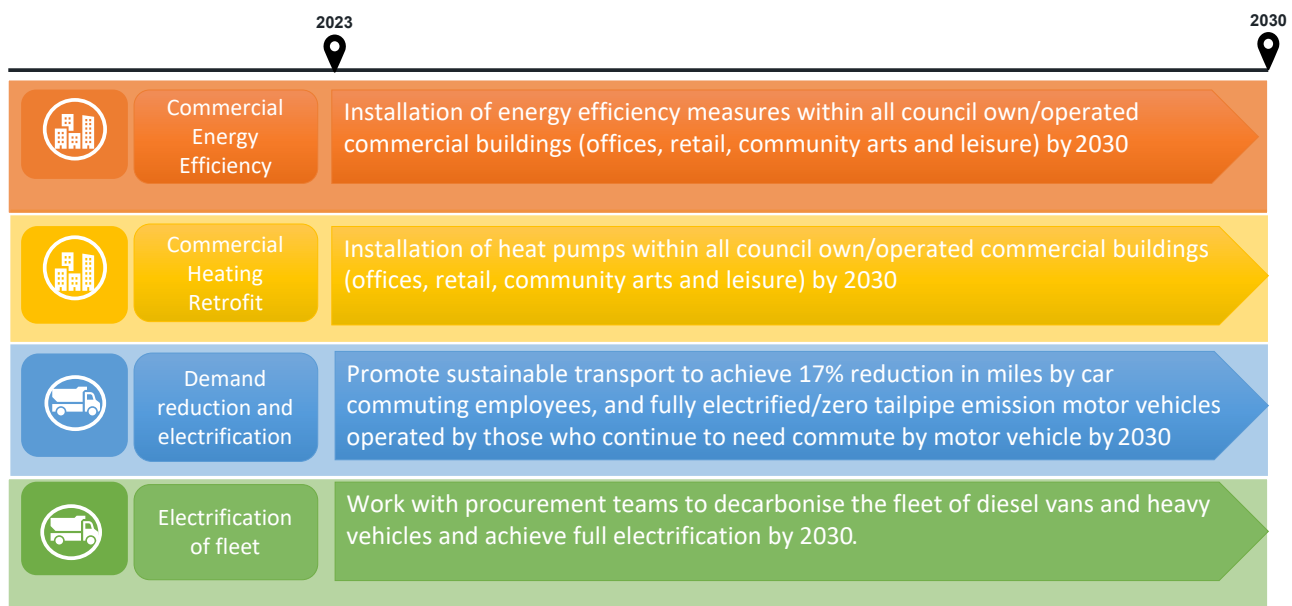 2023
2030
Commercial
Energy
Efficiency
Installation of energy efficiency measures within all council own/operated
commercial buildings (offices, retail, community arts and leisure) by 2030
Commercial
Heating
Retrofit
Installation of heat pumps within all council own/operated commercial buildings
(offices, retail, community arts and leisure) by 2030
Demand
reduction and
electrification
Promote sustainable transport to achieve 17% reduction in miles by car
commuting employees, and fully electrified/zero tailpipe emission motor vehicles
operated by those who continue to need commute by motor vehicle by 2030
Electrification
of fleet
Work with procurement teams to decarbonise the fleet of diesel vans and heavy
vehicles and achieve full electrification by 2030.